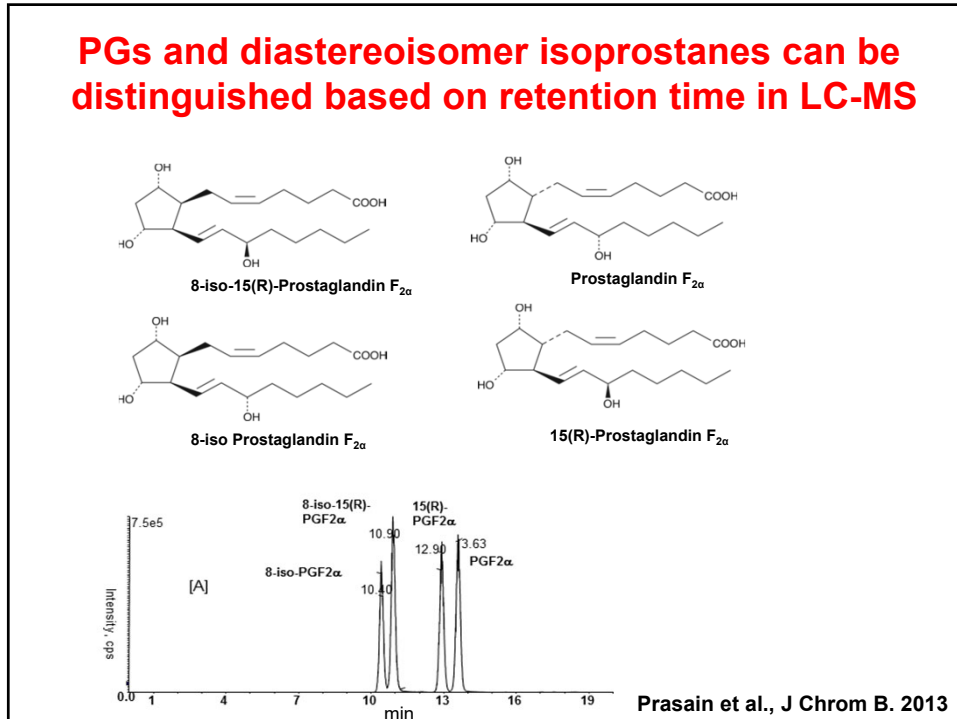 PGs and diastereoisomer isoprostanes can be
distinguished based on retention time in LC-MS
OH
COOH
HO
OH
8-iso-15(R)-Prostaglandin F2α
OH
COOH
HO
OH
Prostaglandin F2α
OH
COOH
HO
OH
8-iso Prostaglandin F2α
OH
COOH
HO
OH
15(R)-Prostaglandin F2α
8-iso-15(R)-
PGF2α
15(R)-
PGF2α
7.5e5
10.90
12.90
13.63
PGF2α
8-iso-PGF2α
[A]
10.40
Intensity, cps
0.0 1 4 7 10 13 16 19
min
Prasain et al., J Chrom B. 2013